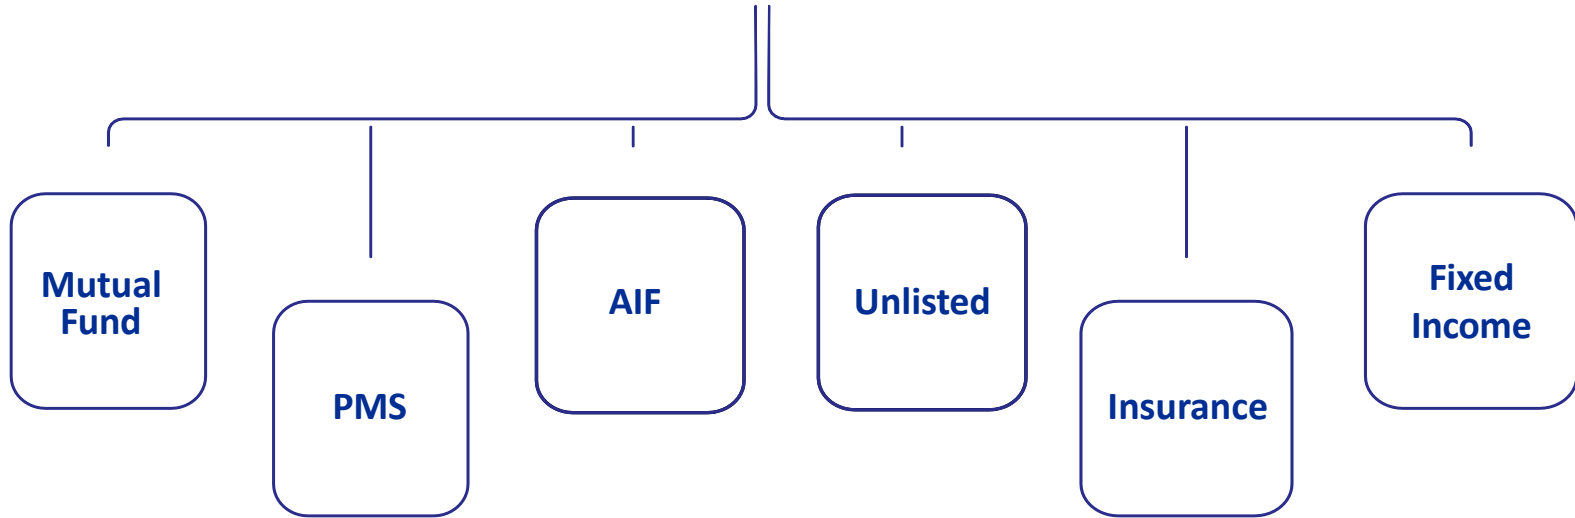 Mutual
Fund
PMS
AIF
Unlisted
Insurance
Fixed
Income